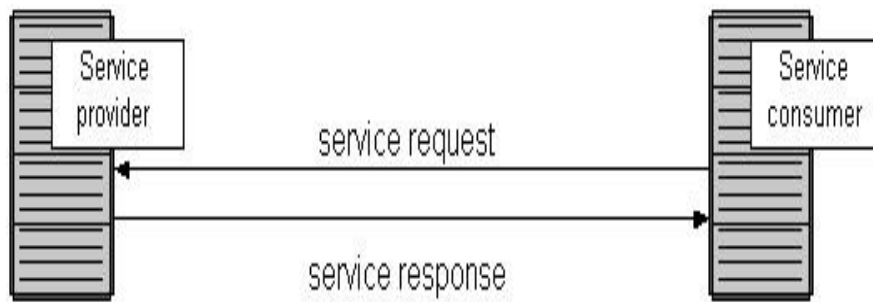 Service
provider
Service
consumer
service request
service response